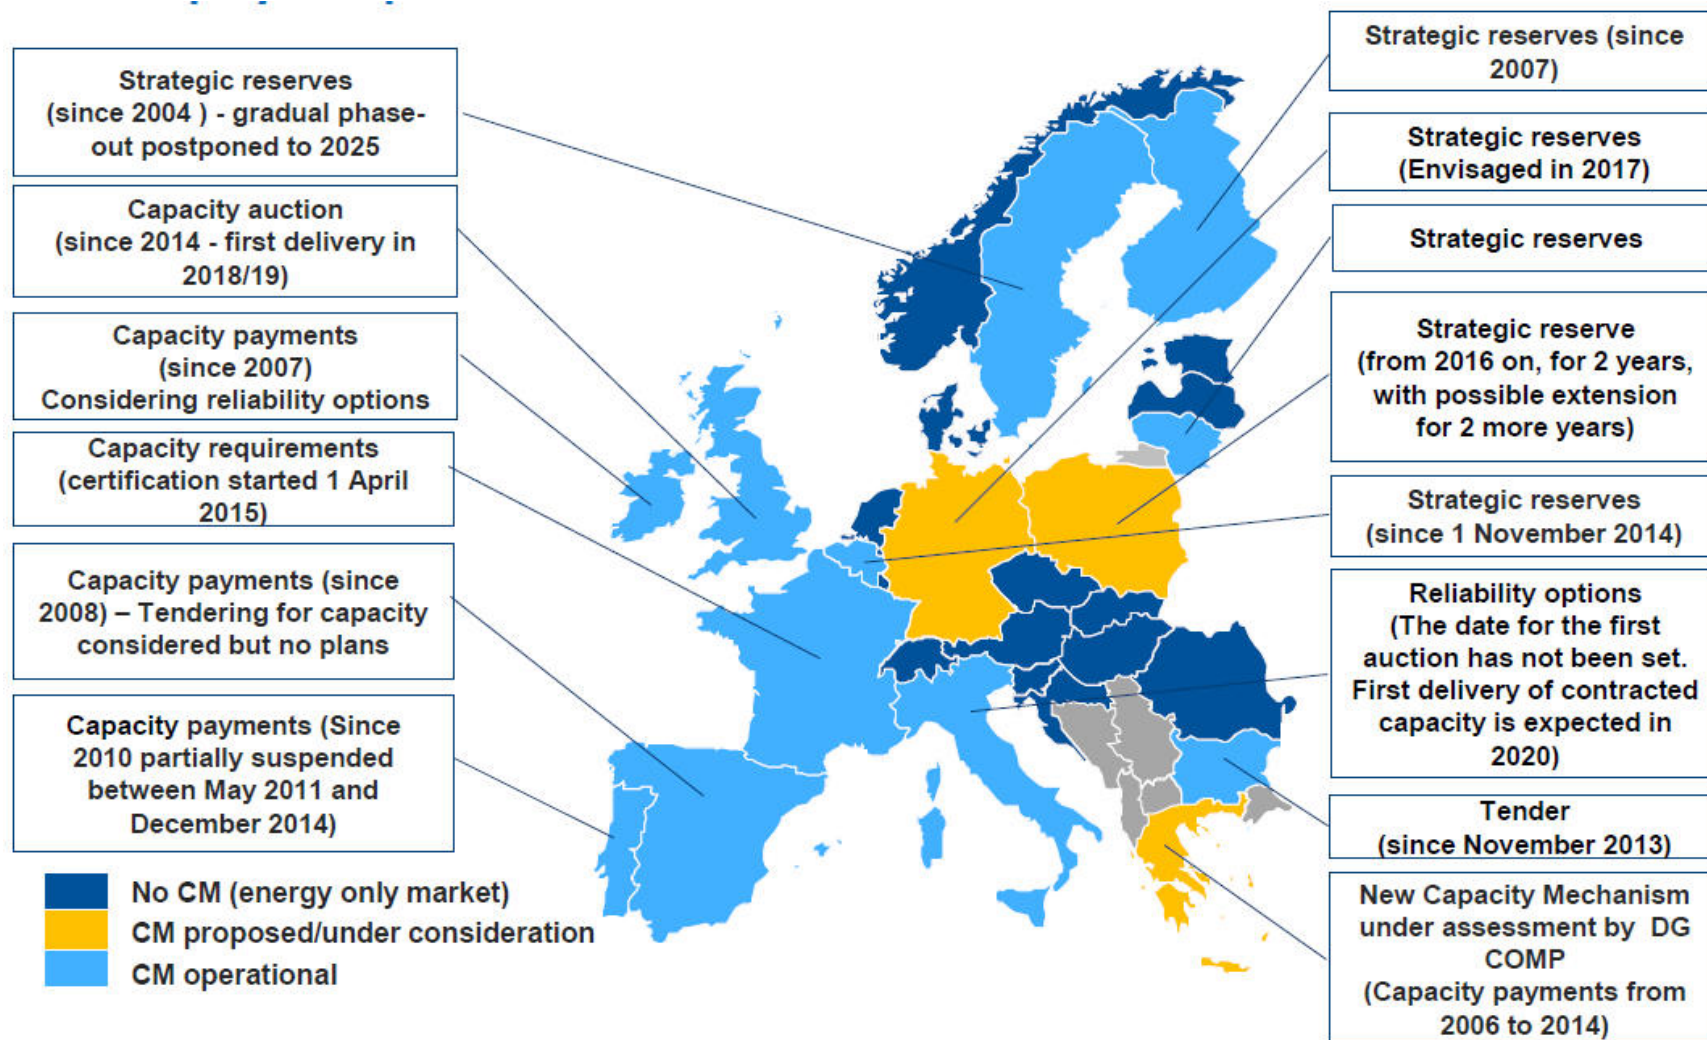 Strategic reserves
(since 2004 ) - gradual phase-
out postponed to 2025
Capacity auction
(since 2014 - first delivery in
2018/19)
Capacity payments
(since 2007)
Considering reliability options
Capacity requirements
(certification started 1 April
2015)
Capacity payments (since
2008) – Tendering for capacity
considered but no plans
Capacity payments (Since
2010 partially suspended
between May 2011 and
December 2014)
No CM (energy only market)
CM proposed/under consideration
CM operational
Strategic reserves (since
2007)
Strategic reserves
(Envisaged in 2017)
Strategic reserves
Strategic reserve
(from 2016 on, for 2 years,
with possible extension
for 2 more years)
Strategic reserves
(since 1 November 2014)
Reliability options
(The date for the first
auction has not been set.
First delivery of contracted
capacity is expected in
2020)
Tender
(since November 2013)
New Capacity Mechanism
under assessment by DG
COMP
(Capacity payments from
2006 to 2014)